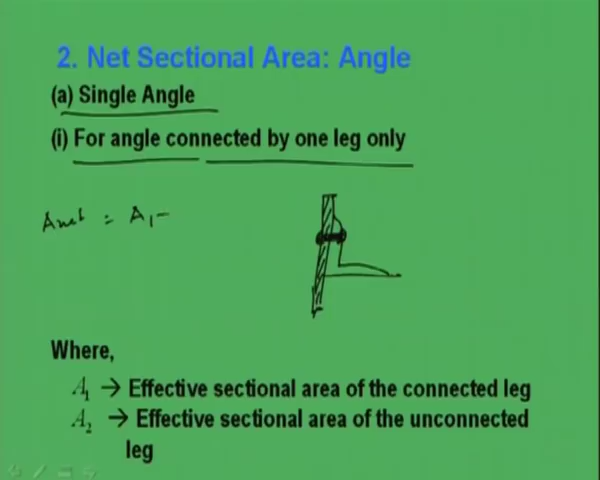 2. Net Sectional Area: Angle
(a) Single Angle
(i) For angle connected by one leg only
Anet = A₁ -
Where,
A₁ → Effective sectional area of the connected leg
A₂ → Effective sectional area of the unconnected
leg